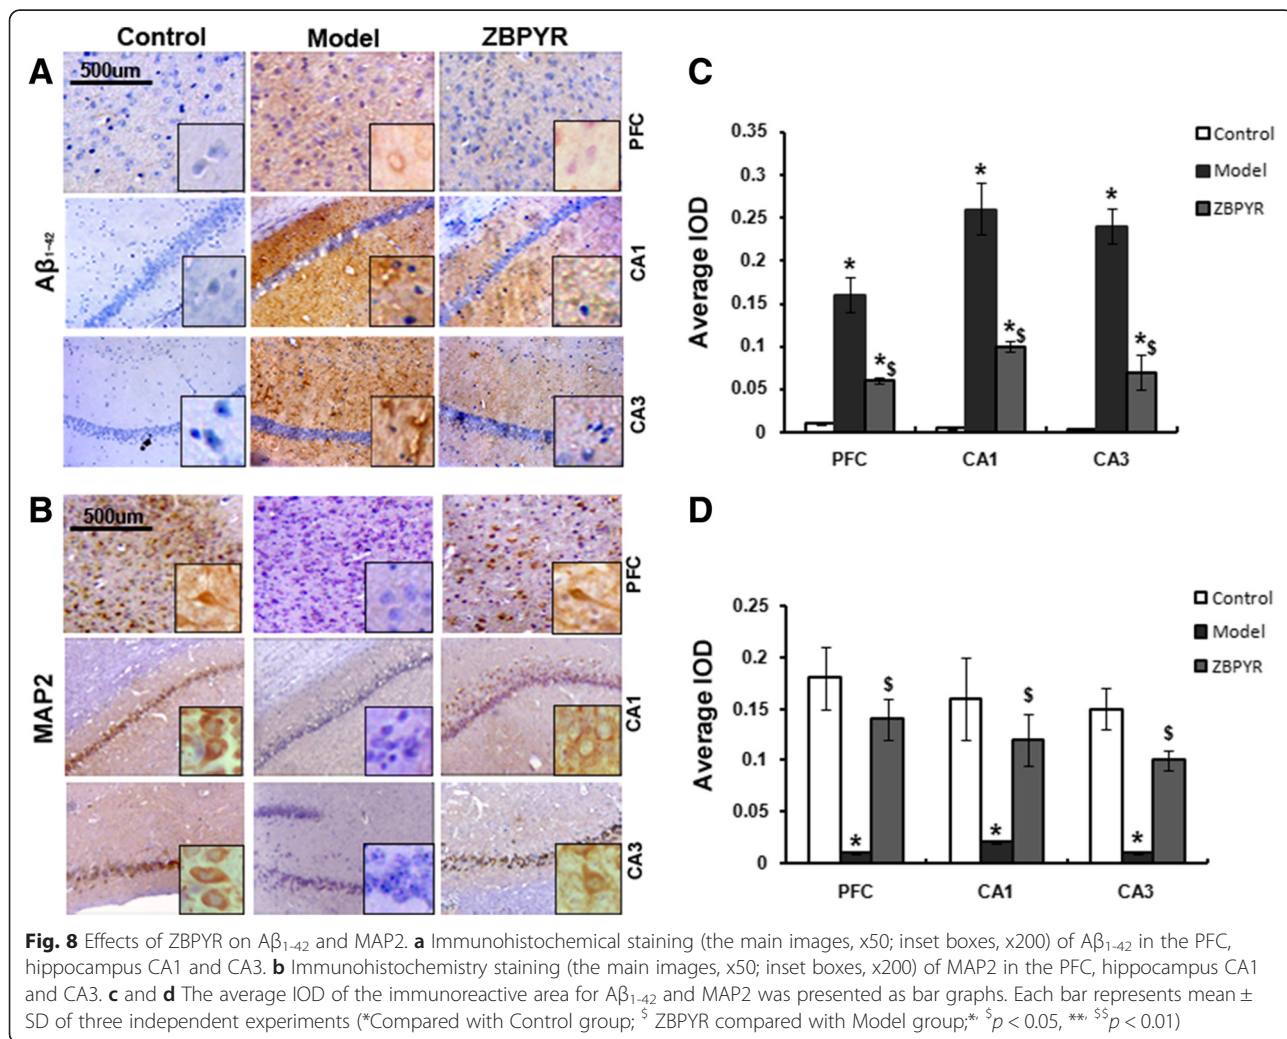 Control Model ZBPYR
A
500um
PFC
Aβ1-42
CA1
CA3
B
500um
PFC
MAP2
CA1
CA3
C
Average IOD
0.35
0.3
0.25
0.2
0.15
0.1
0.05
0
* *$ * *$ * *$
PFC CA1 CA3
Control
Model
ZBPYR
D
Average IOD
0.25
0.2
0.15
0.1
0.05
0
* $ * $ * $
PFC CA1 CA3
Control
Model
ZBPYR
Fig. 8 Effects of ZBPYR on Aβ1-42 and MAP2. a Immunohistochemical staining (the main images, x50; inset boxes, x200) of Aβ1-42 in the PFC,
hippocampus CA1 and CA3. b Immunohistochemistry staining (the main images, x50; inset boxes, x200) of MAP2 in the PFC, hippocampus CA1
and CA3. c and d The average IOD of the immunoreactive area for Aβ1-42 and MAP2 was presented as bar graphs. Each bar represents mean ±
SD of three independent experiments (*Compared with Control group; $ ZBPYR compared with Model group;*, $p < 0.05, **, $$p < 0.01)